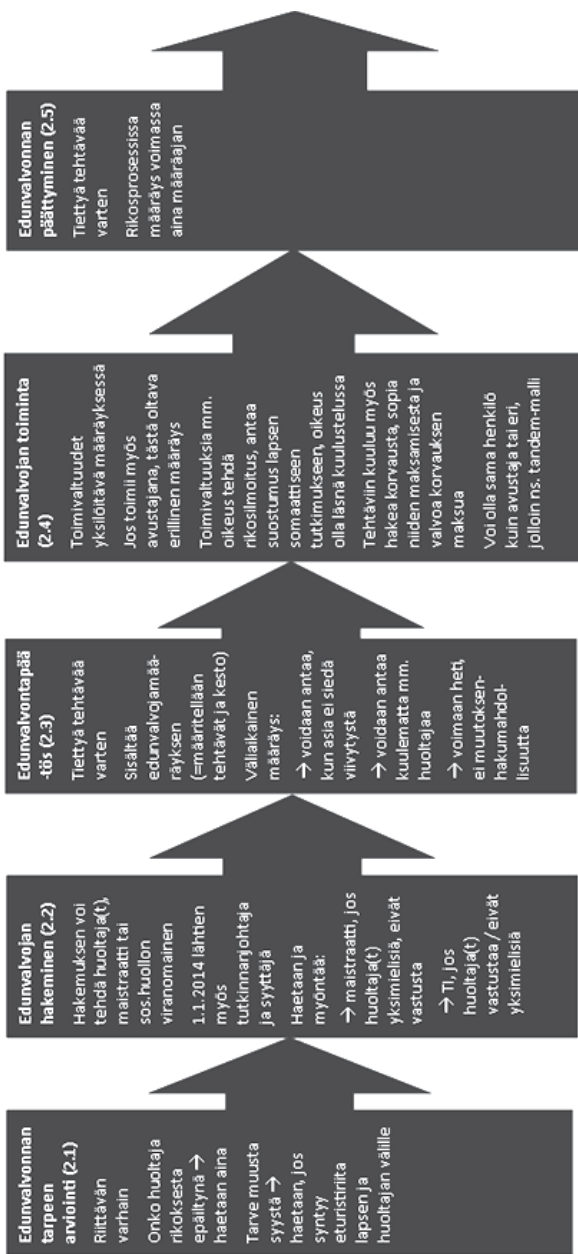 Edunvalvonnan
tarpeen
arviointi (2.1)
Riittävän
varhain
Onko huoltaja
rikoksesta
epäiltynä →
haetaan aina
Tarve muusta
syystä →
haetaan, jos
syntyy
eturistiriita
lapsen ja
huoltajan välille
Edunvalvojan
hakeminen (2.2)
Hakemuksen voi
tehdä huoltaja(t),
maistraatti tai
sos.huollon
viranomainen
1.1.2014 lähtien
myös
tutkinnanjohtaja
ja syyttäjä
Haetaan ja
myöntää:
→ maistraatti, jos
huoltaja(t)
yksimielisiä, eivät
vastusta
→ TI, jos
huoltaja(t)
vastustaa / eivät
yksimielisiä
Edunvalvontapää
-tös (2.3)
Tiettyä tehtävää
varten
Sisältää
edunvalvojamää-
räyksen
(=määritellään
tehtävät ja kesto)
Väliaikainen
määräys:
→ voidaan antaa,
kun asia ei siedä
viivytystä
→ voidaan antaa
kuulematta mm.
huoltajaa
→ voimaan heti,
ei muutoksen-
hakumahdol-
lisuutta
Edunvalvojan toiminta
(2.4)
Toimivaltuudet
yksilöitävä määräyksessä
Jos toimii myös
avustajana, tästä oltava
erillinen määräys
Toimivaltuuksia mm.
oikeus tehdä
rikosilmoitus, antaa
suostumus lapsen
somaattiseen
tutkimukseen, oikeus
olla läsnä kuulustelussa
Tehtäviin kuuluu myös
hakea korvausta, sopia
niiden maksamisesta ja
valvoa korvauksen
maksua
Voi olla sama henkilö
kuin avustaja tai eri,
jolloin ns. tandem-malli
Edunvalvonnan
päättyminen (2.5)
Tiettyä tehtävää
varten
Rikosprosessissa
määräys voimassa
aina määräajan